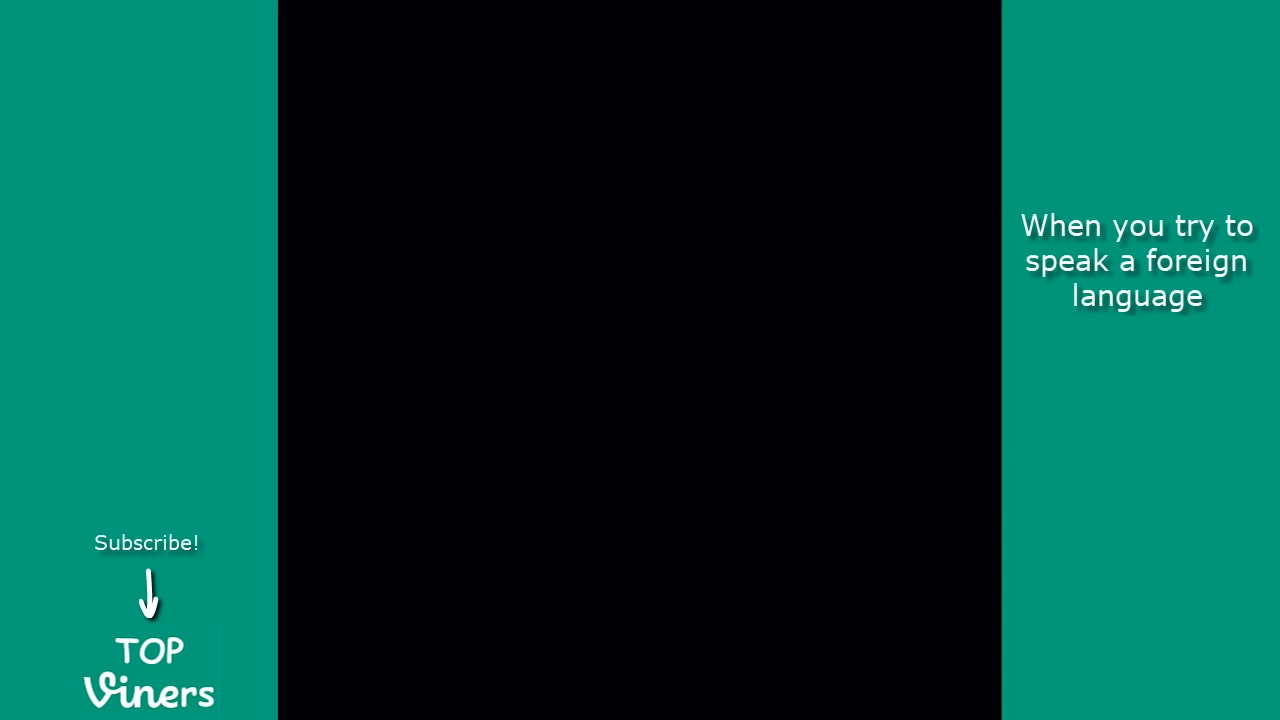 When you try to
speak a foreign
language
Subscribe!
TOP
Viners